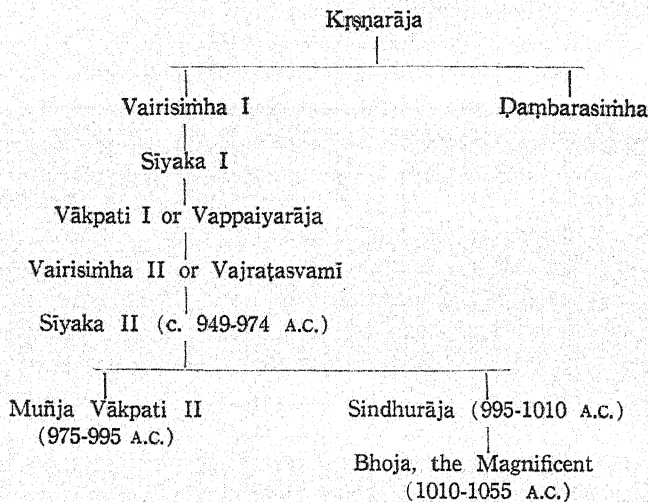 Kṛṣṇarāja
Vairisiṁha I
Ḍaṁbarasiṁha
Sīyaka I
Vākpati I or Vappaiyarāja
Vairisiṁha II or Vajraṭasvamī
Sīyaka II (c. 949-974 A.C.)
Muñja Vākpati II
(975-995 A.C.)
Sindhurāja (995-1010 A.C.)
Bhoja, the Magnificent
(1010-1055 A.C.)